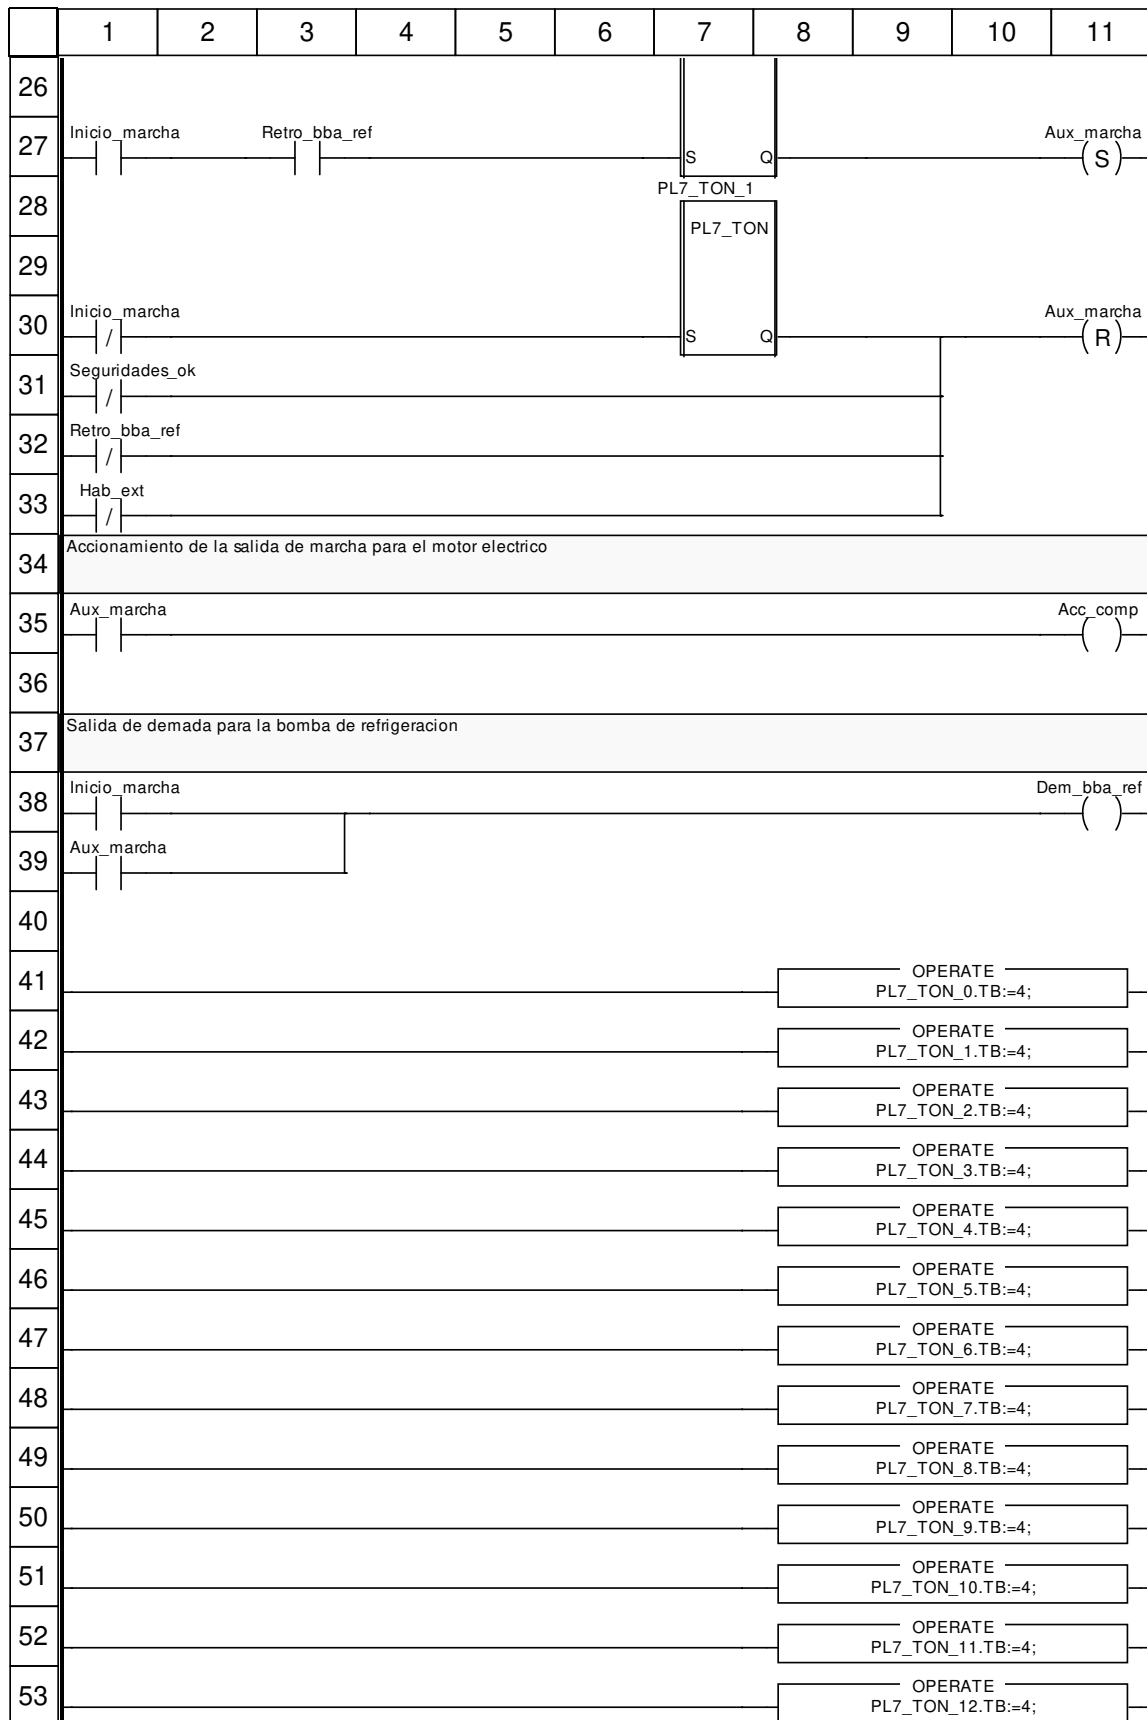 1 2 3 4 5 6 7 8 9 10 11
26
Inicio_marcha Retro_bba_ref Aux_marcha
27 S Q S
PL7_TON_1
28
PL7_TON
29
Inicio_marcha Aux_marcha
30 / S Q R
Seguridades_ok
31 /
Retro_bba_ref
32 /
Hab_ext
33 /
Accionamiento de la salida de marcha para el motor electrico
34
Aux_marcha Acc_comp
35
36
Salida de demada para la bomba de refrigeracion
37
Inicio_marcha Dem_bba_ref
38
Aux_marcha
39
40
41 OPERATE
PL7_TON_0.TB:=4;
42 OPERATE
PL7_TON_1.TB:=4;
43 OPERATE
PL7_TON_2.TB:=4;
44 OPERATE
PL7_TON_3.TB:=4;
45 OPERATE
PL7_TON_4.TB:=4;
46 OPERATE
PL7_TON_5.TB:=4;
47 OPERATE
PL7_TON_6.TB:=4;
48 OPERATE
PL7_TON_7.TB:=4;
49 OPERATE
PL7_TON_8.TB:=4;
50 OPERATE
PL7_TON_9.TB:=4;
51 OPERATE
PL7_TON_10.TB:=4;
52 OPERATE
PL7_TON_11.TB:=4;
53 OPERATE
PL7_TON_12.TB:=4;